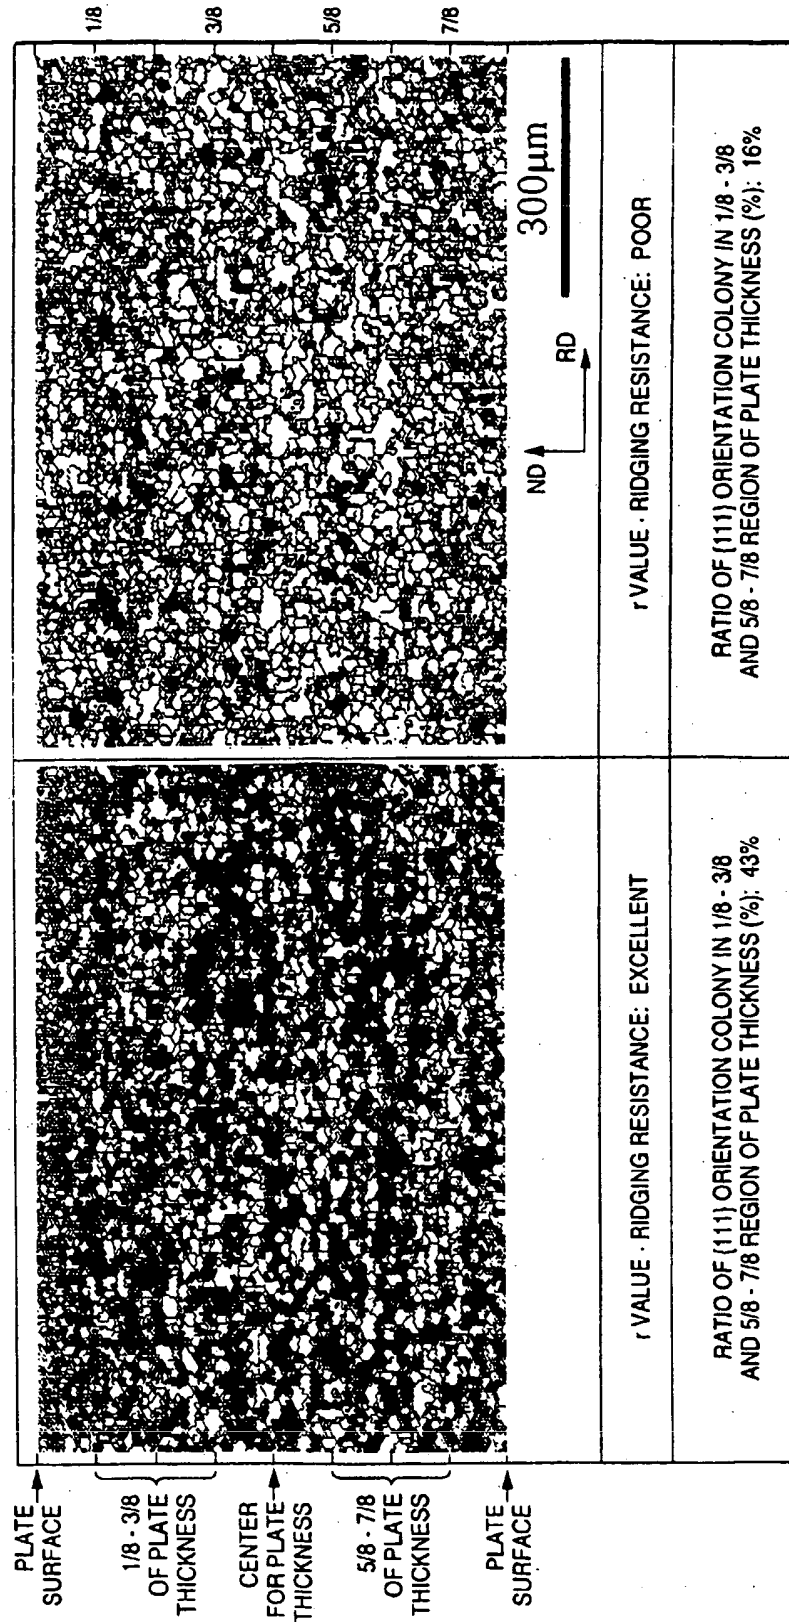 PLATE
SURFACE
1/8 - 3/8
OF PLATE
THICKNESS
CENTER
FOR PLATE
THICKNESS
5/8 - 7/8
OF PLATE
THICKNESS
PLATE
SURFACE
1/8
3/8
5/8
7/8
ND
RD
300µm
r VALUE · RIDGING RESISTANCE: EXCELLENT
r VALUE · RIDGING RESISTANCE: POOR
RATIO OF {111} ORIENTATION COLONY IN 1/8 - 3/8
AND 5/8 - 7/8 REGION OF PLATE THICKNESS (%): 43%
RATIO OF {111} ORIENTATION COLONY IN 1/8 - 3/8
AND 5/8 - 7/8 REGION OF PLATE THICKNESS (%): 16%